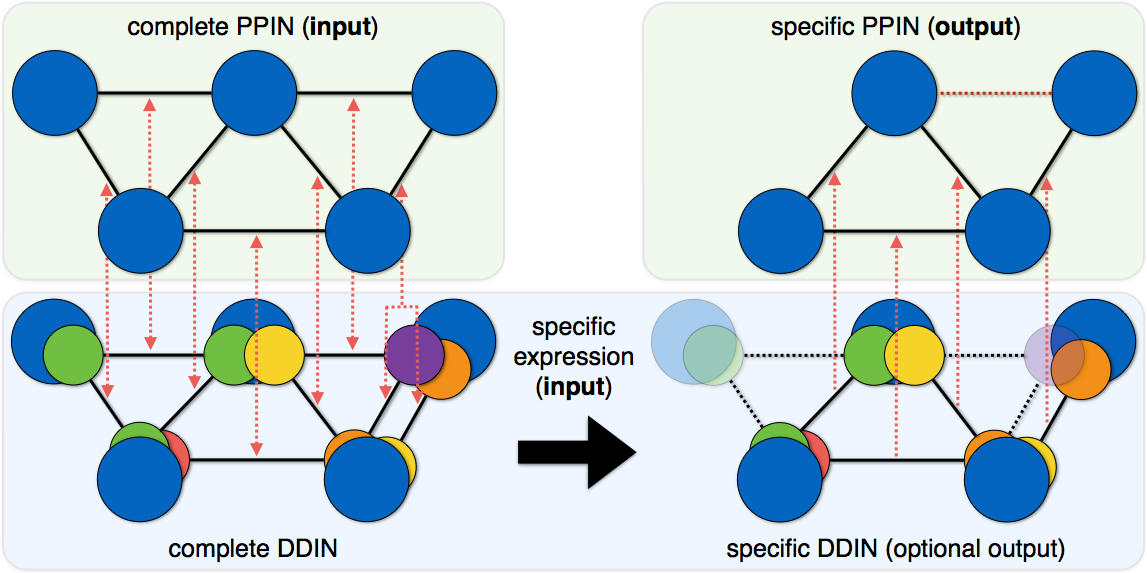 complete PPIN (input)
specific PPIN (output)
specific
expression
(input)
complete DDIN
specific DDIN (optional output)